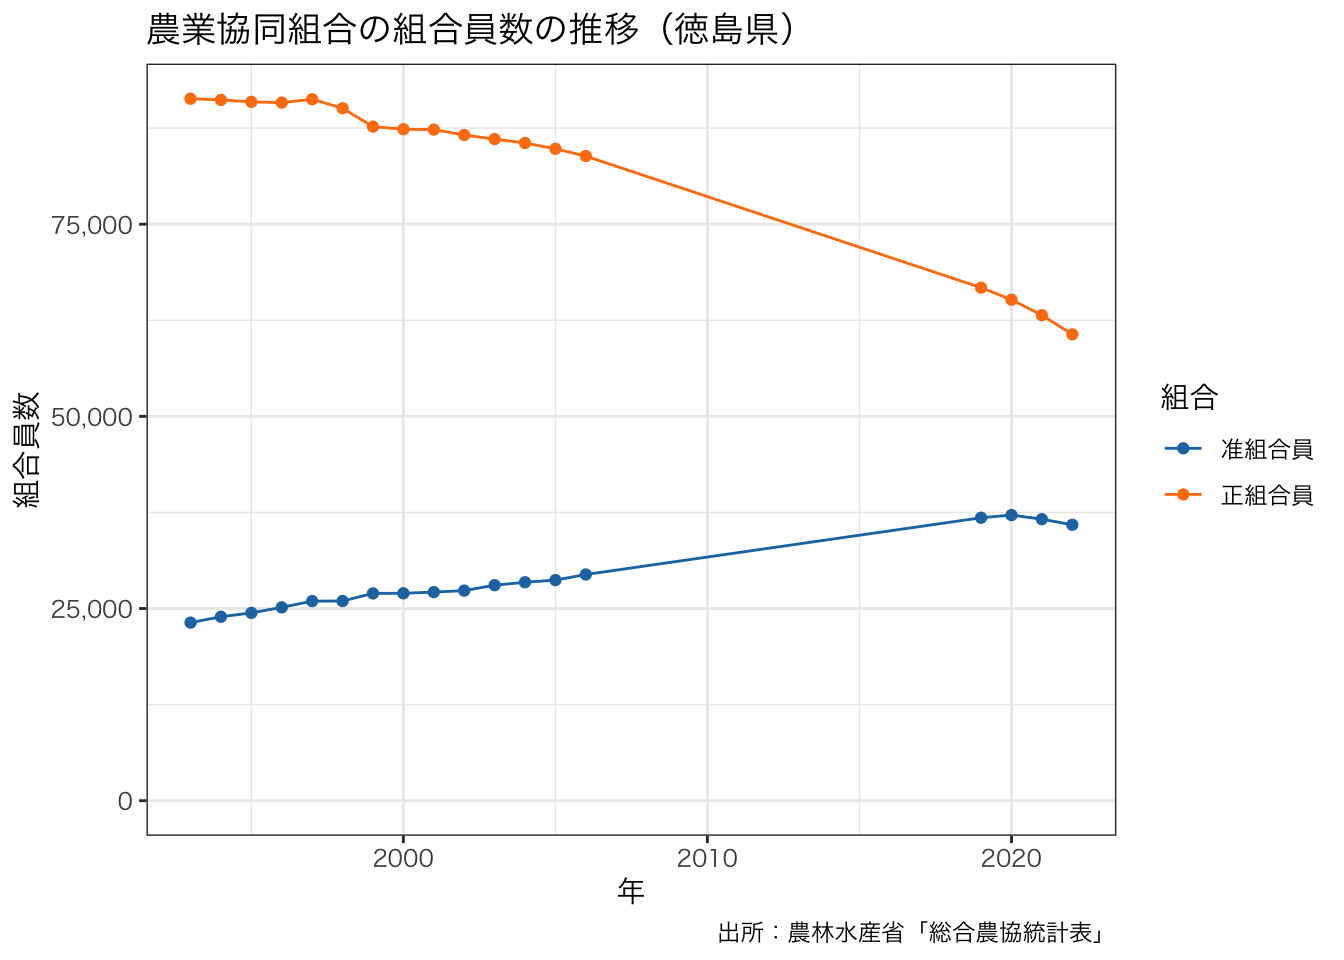 農業協同組合の組合員数の推移（徳島県）
75,000
50,000
25,000
0
組合員数
2000 2010 2020
年
組合
准組合員
正組合員
出所：農林水産省「総合農協統計表」